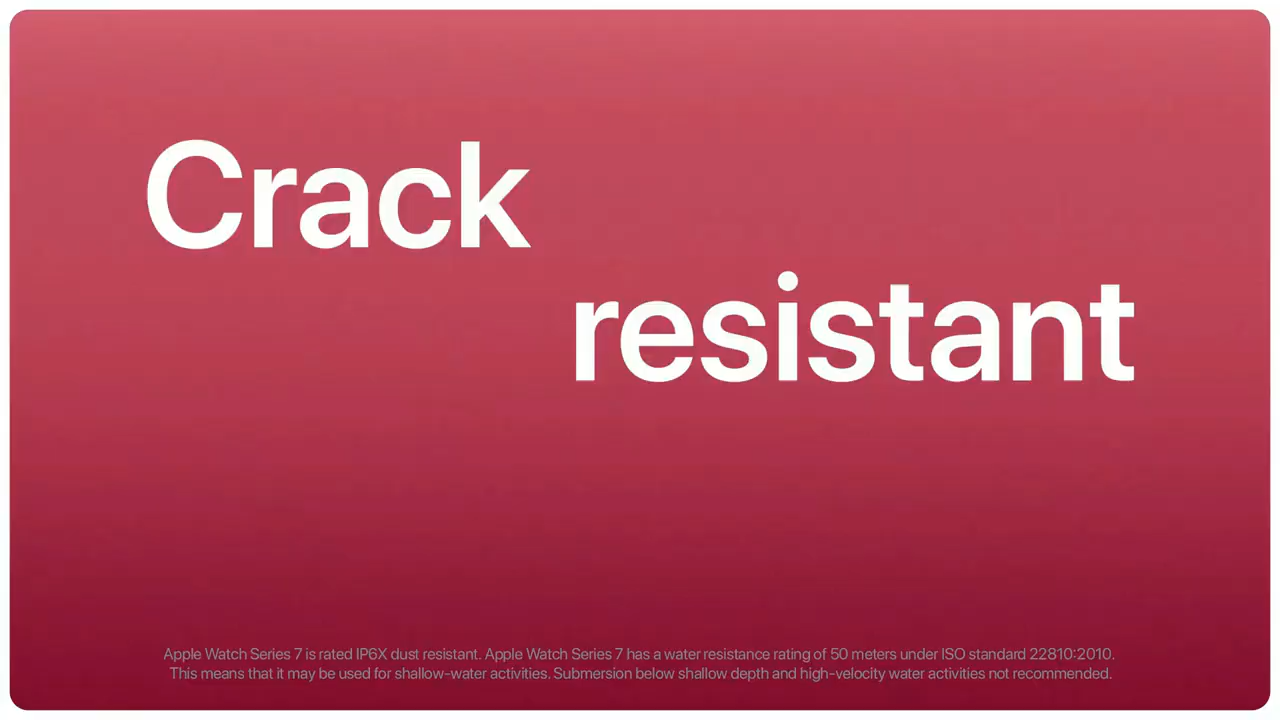 Crack
resistant
Apple Watch Series 7 is rated IP6X dust resistant. Apple Watch Series 7 has a water resistance rating of 50 meters under ISO standard 22810:2010.
This means that it may be used for shallow-water activities. Submersion below shallow depth and high-velocity water activities not recommended.